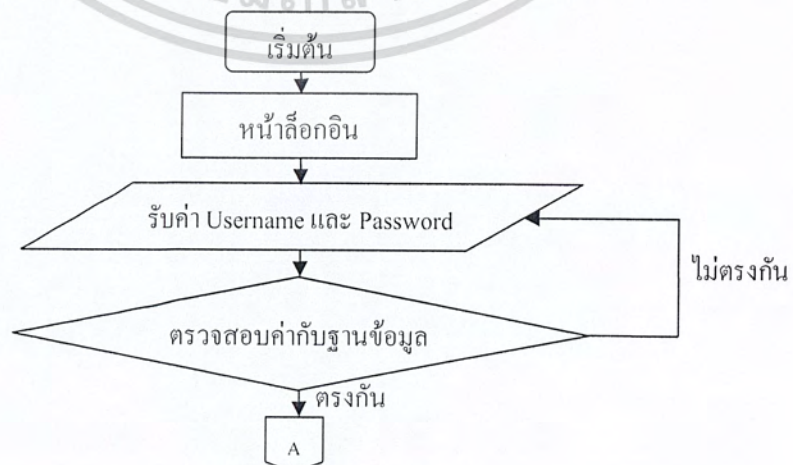 เริ่มต้น
หน้าล็อกอิน
รับค่า Username และ Password
ไม่ตรงกัน
ตรวจสอบค่ากับฐานข้อมูล
ตรงกัน
A